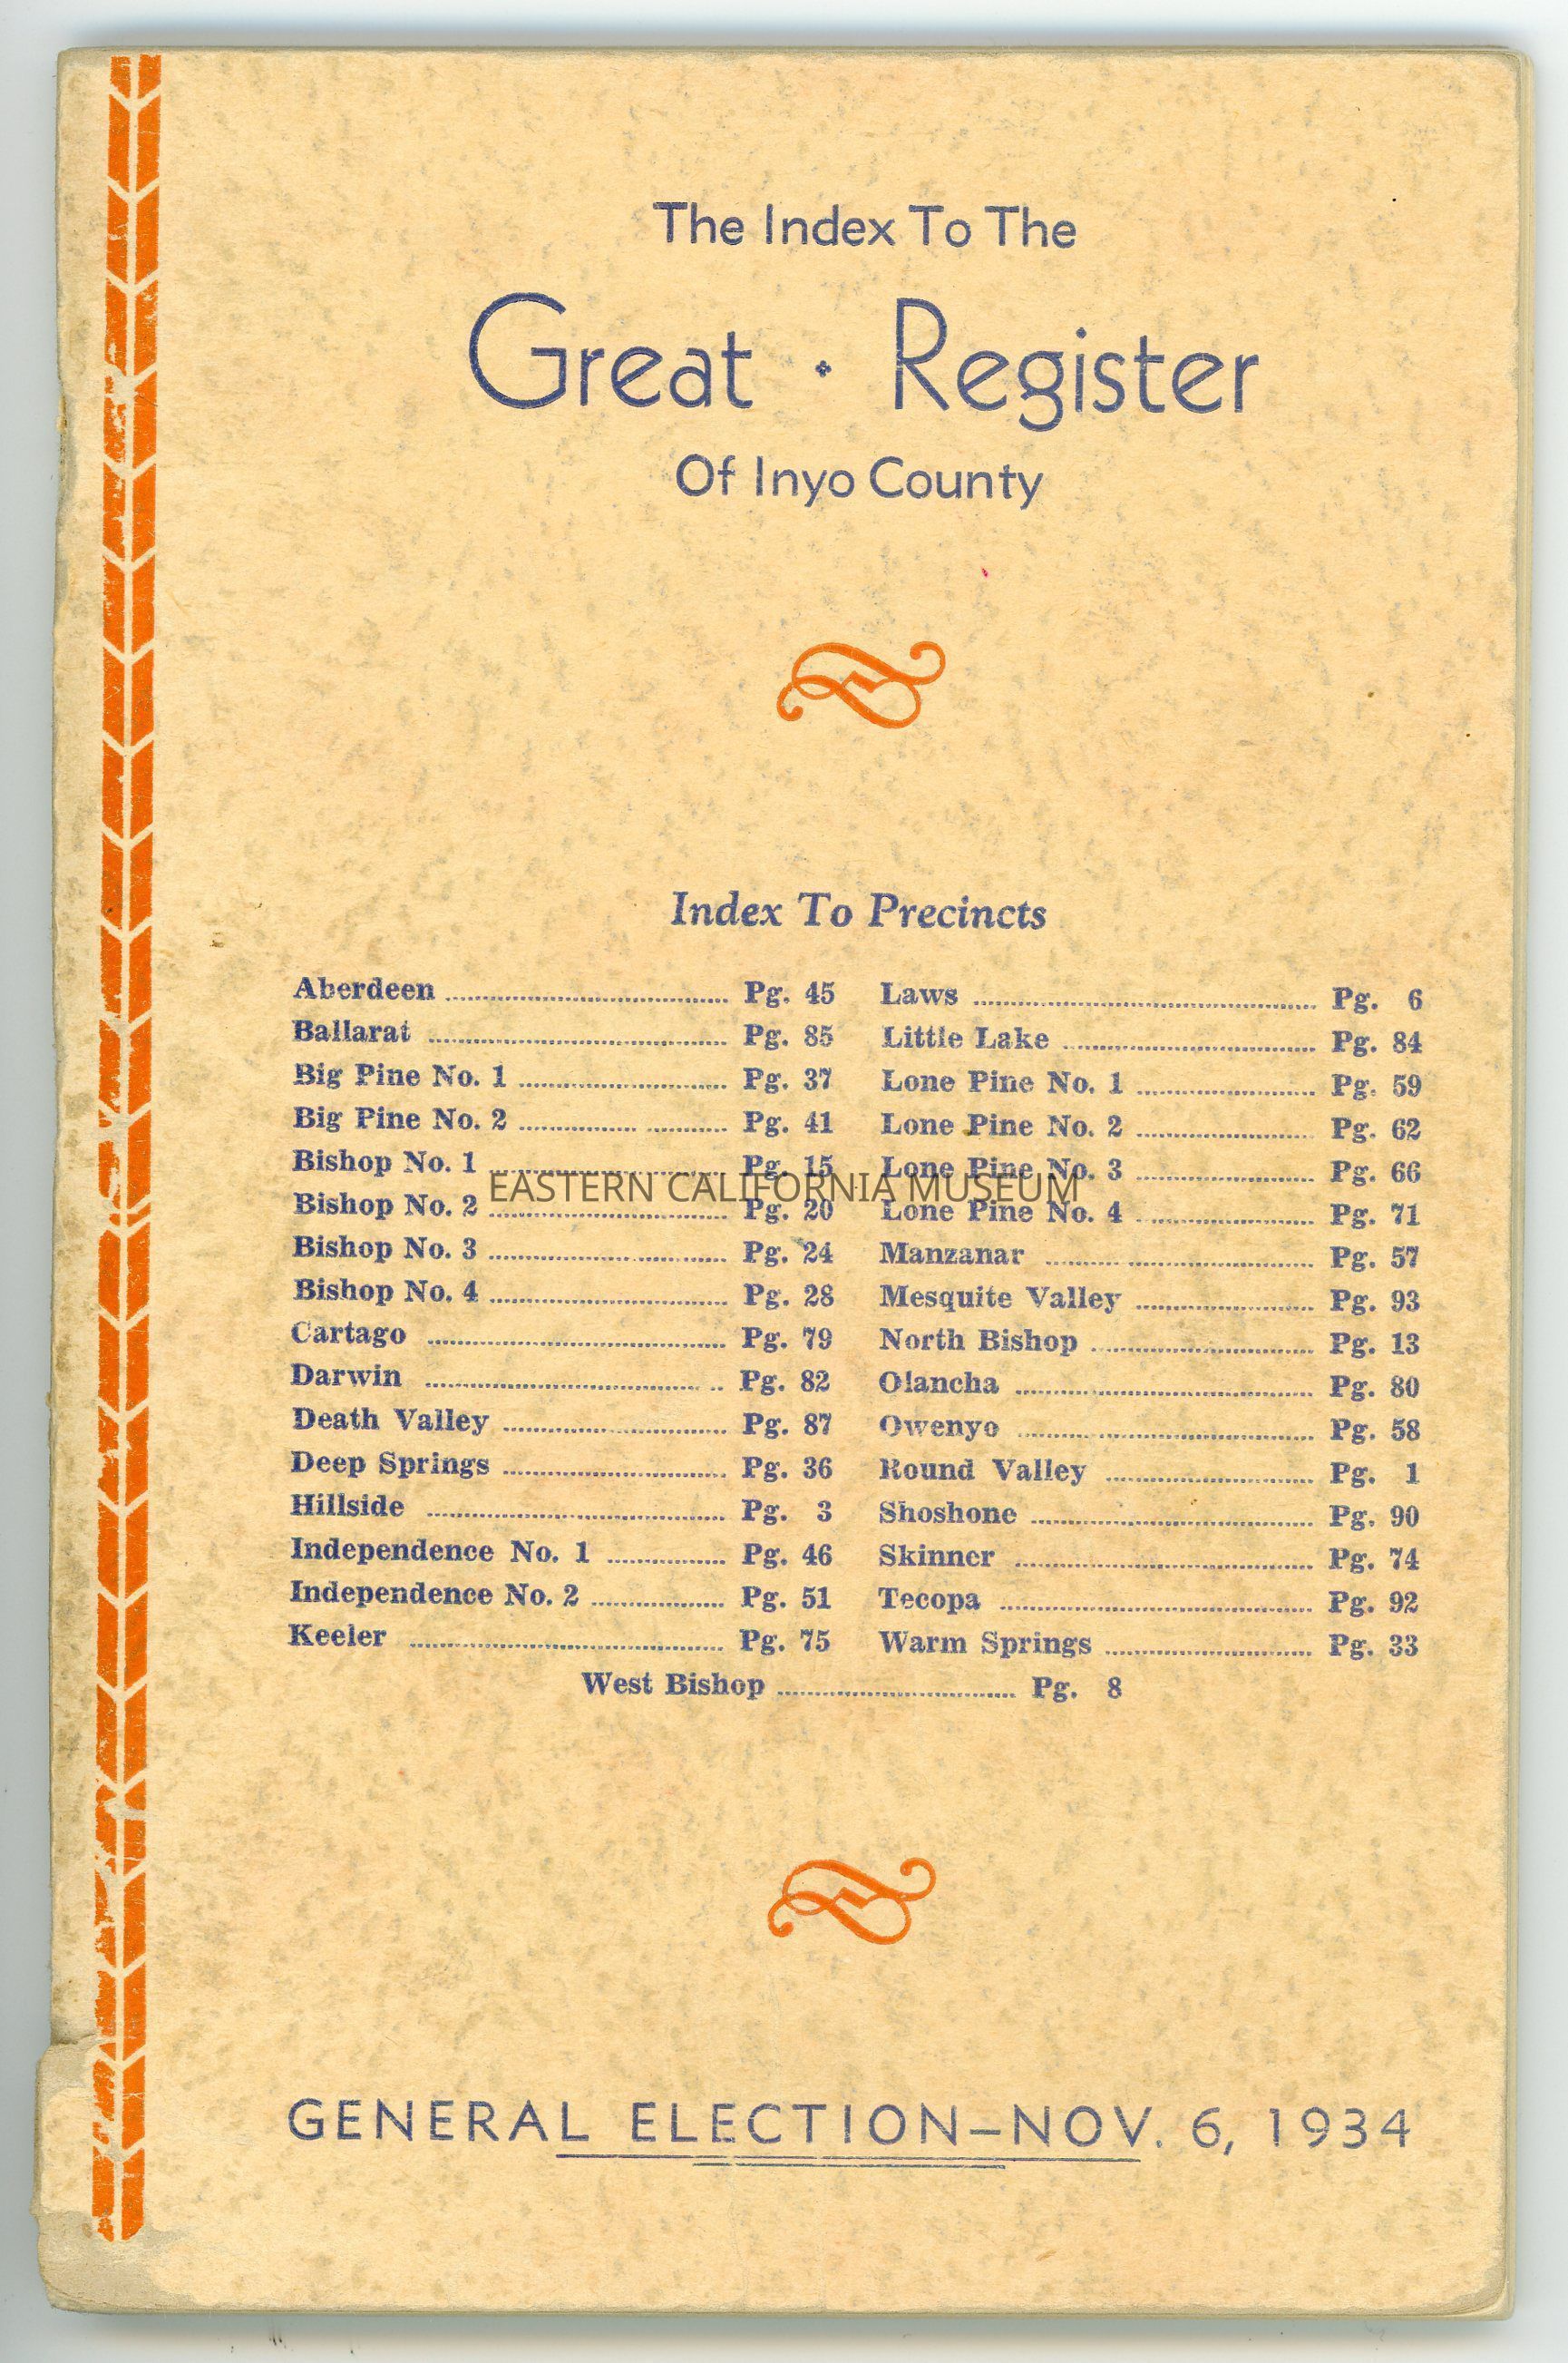 The Index To The
Great · Register
Of Inyo County
Index To Precincts
Aberdeen ........ Pg. 45
Ballarat ........ Pg. 85
Big Pine No. 1 ........ Pg. 37
Big Pine No. 2 ........ Pg. 41
Bishop No. 1 ........ Pg. 15
Bishop No. 2 ........ Pg. 20
Bishop No. 3 ........ Pg. 24
Bishop No. 4 ........ Pg. 28
Cartago ........ Pg. 79
Darwin ........ Pg. 82
Death Valley ........ Pg. 87
Deep Springs ........ Pg. 36
Hillside ........ Pg. 3
Independence No. 1 ........ Pg. 46
Independence No. 2 ........ Pg. 51
Keeler ........ Pg. 75
Laws ........ Pg. 6
Little Lake ........ Pg. 84
Lone Pine No. 1 ........ Pg. 59
Lone Pine No. 2 ........ Pg. 62
Lone Pine No. 3 ........ Pg. 66
Lone Pine No. 4 ........ Pg. 71
Manzanar ........ Pg. 57
Mesquite Valley ........ Pg. 93
North Bishop ........ Pg. 13
Olancha ........ Pg. 80
Owenyo ........ Pg. 58
Round Valley ........ Pg. 1
Shoshone ........ Pg. 90
Skinner ........ Pg. 74
Tecopa ........ Pg. 92
Warm Springs ........ Pg. 33
West Bishop ........ Pg. 8
EASTERN CALIFORNIA MUSEUM
GENERAL ELECTION—NOV. 6, 1934